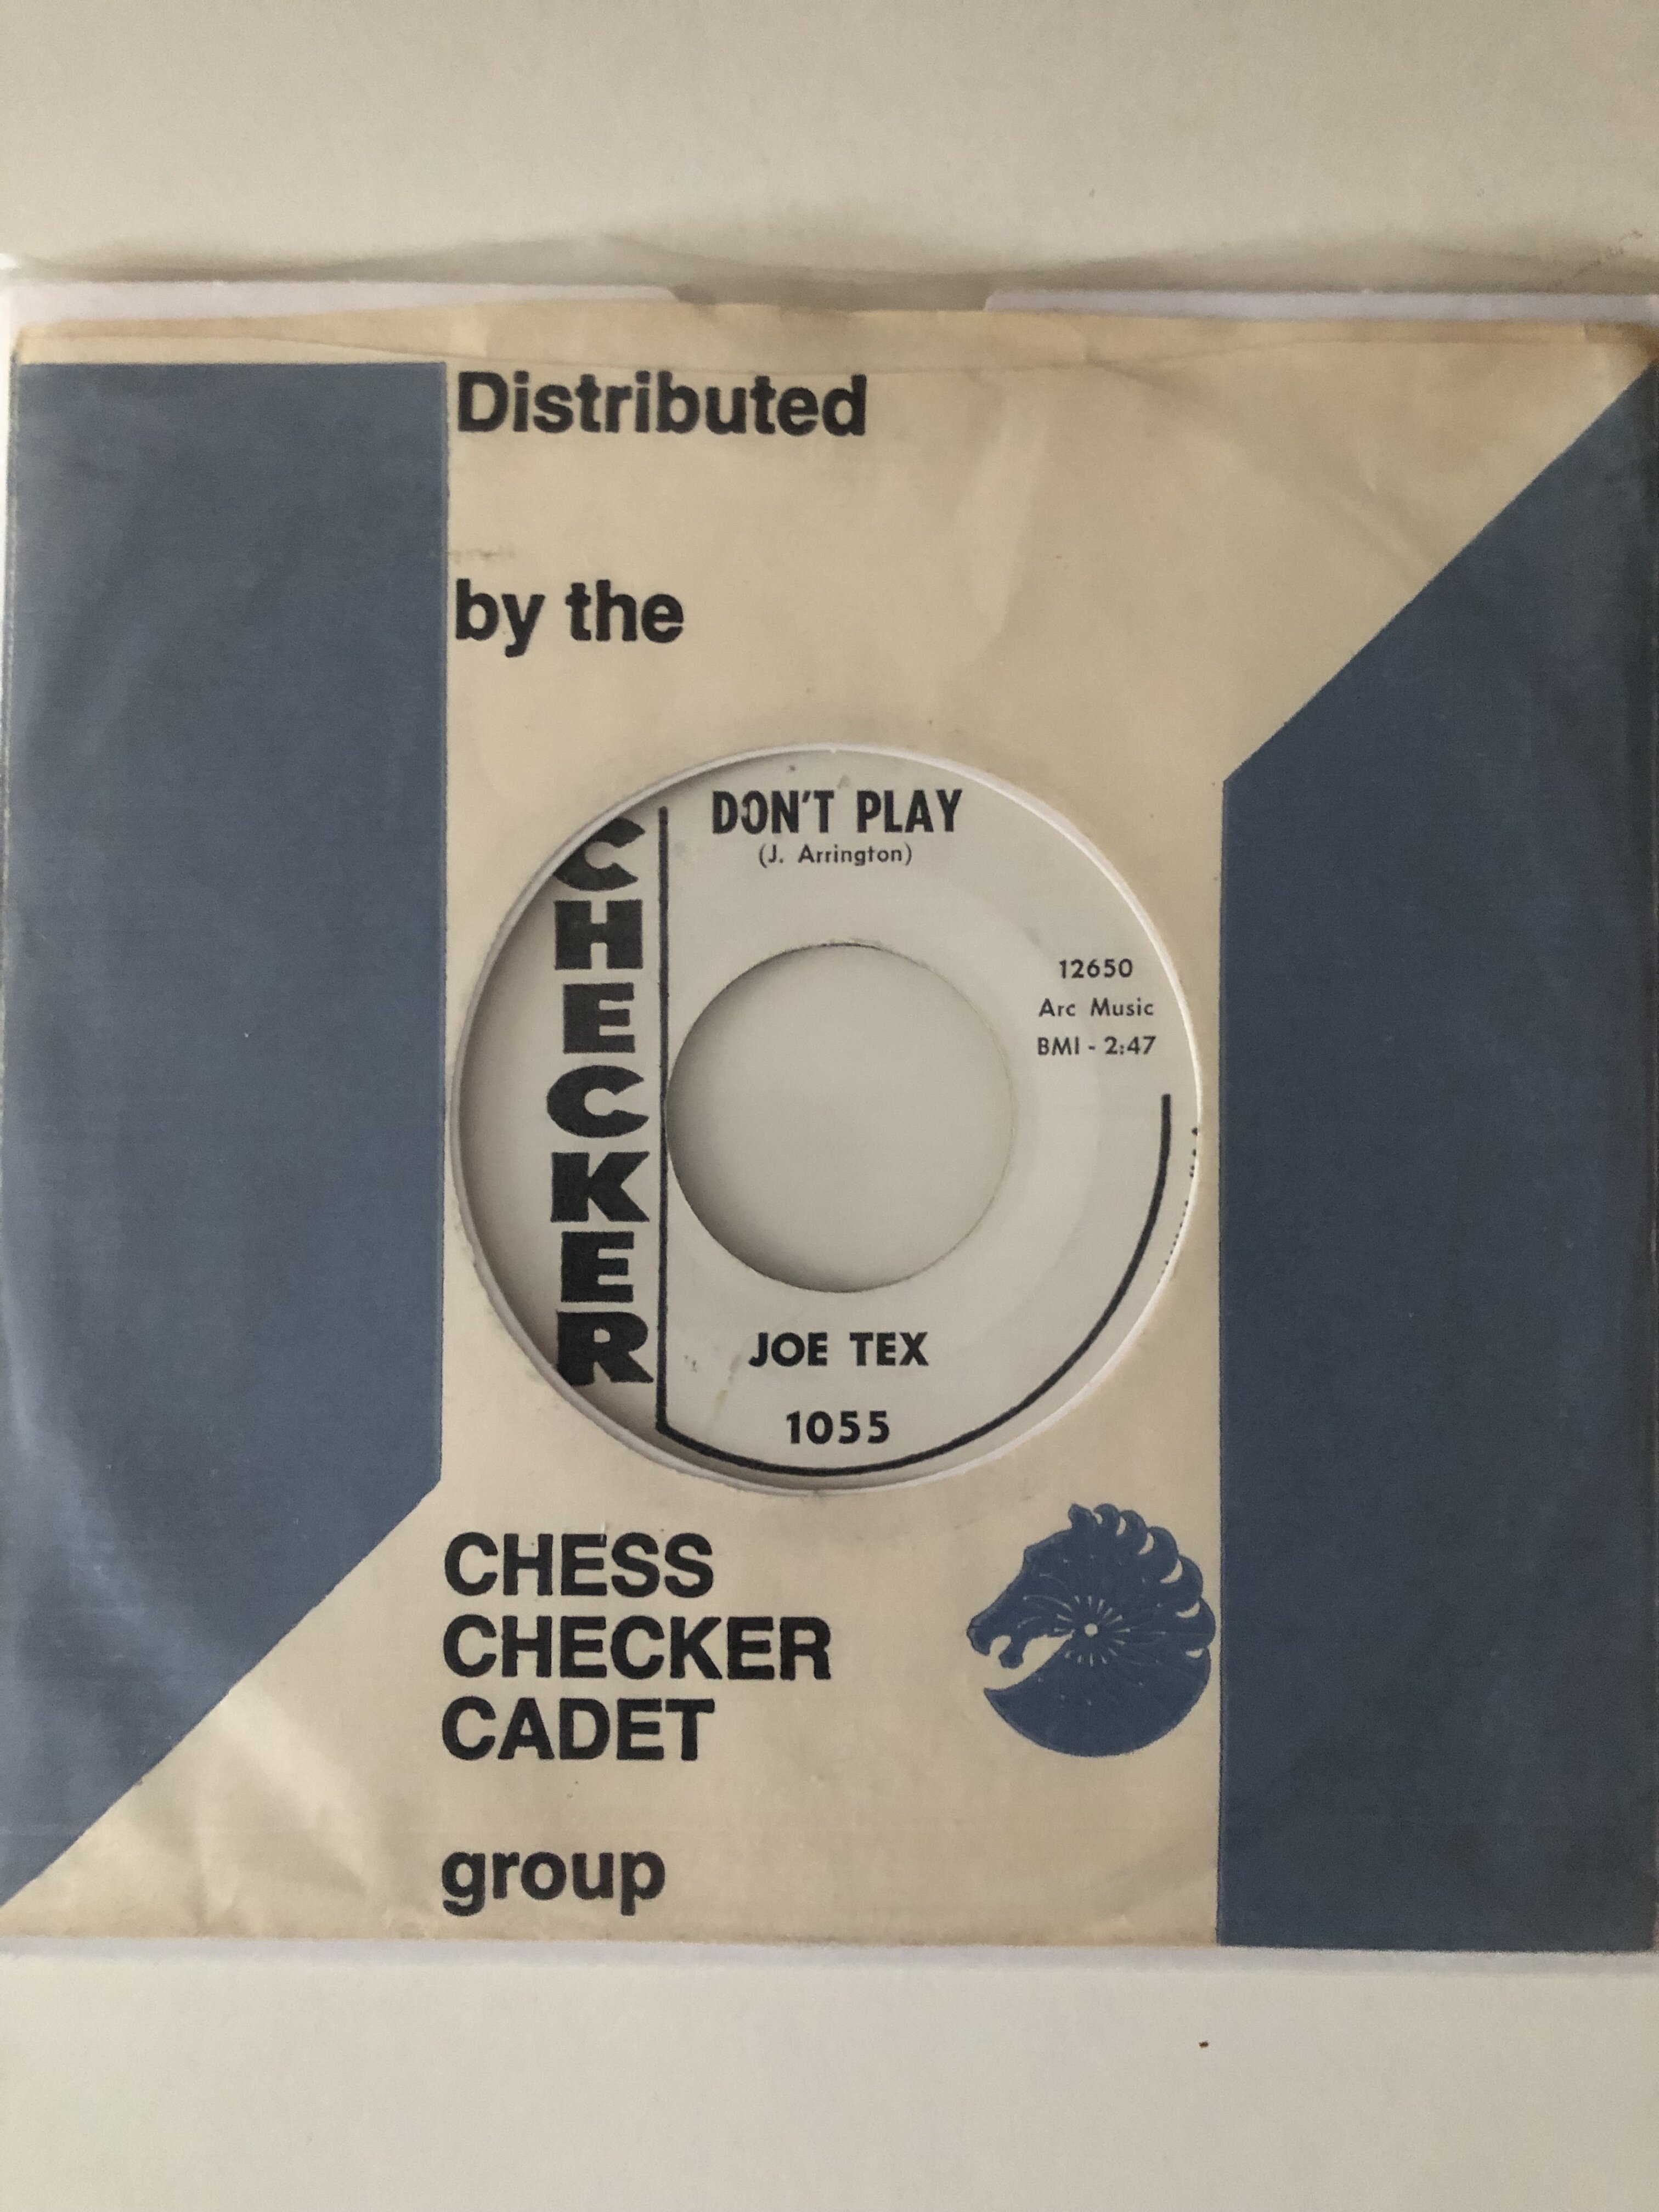 Distributed
by the
DON'T PLAY
(J. Arrington)
CHECKER
12650
Arc Music
BMI - 2:47
JOE TEX
1055
CHESS
CHECKER
CADET
group